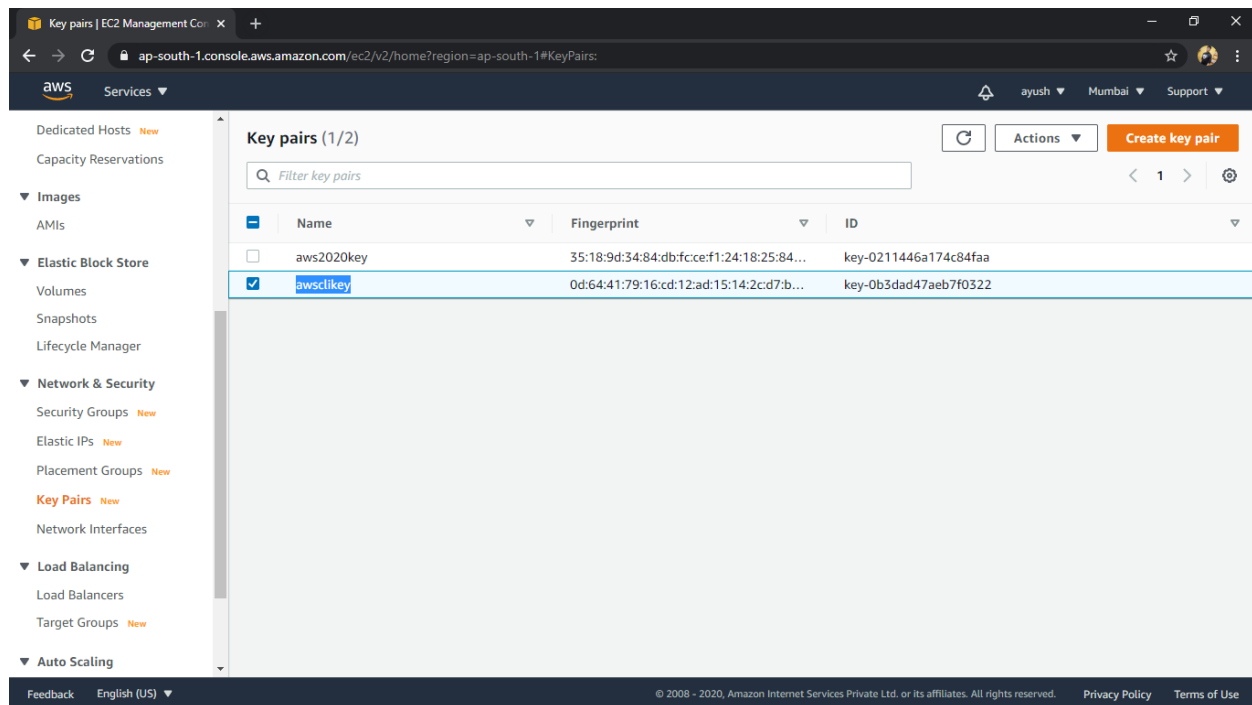 Key pairs | EC2 Management Con
ap-south-1.console.aws.amazon.com/ec2/v2/home?region=ap-south-1#KeyPairs:
aws Services ayush Mumbai Support
Dedicated Hosts New
Capacity Reservations
Images
AMIs
Elastic Block Store
Volumes
Snapshots
Lifecycle Manager
Network & Security
Security Groups New
Elastic IPs New
Placement Groups New
Key Pairs New
Network Interfaces
Load Balancing
Load Balancers
Target Groups New
Auto Scaling
Key pairs (1/2) Actions Create key pair
Filter key pairs 1
Name Fingerprint ID
aws2020key 35:18:9d:34:84:db:fc:ce:f1:24:18:25:84... key-0211446a174c84faa
awsclikey 0d:64:41:79:16:cd:12:ad:15:14:2c:d7:b... key-0b3dad47aeb7f0322
Feedback English (US) © 2008 - 2020, Amazon Internet Services Private Ltd. or its affiliates. All rights reserved. Privacy Policy Terms of Use